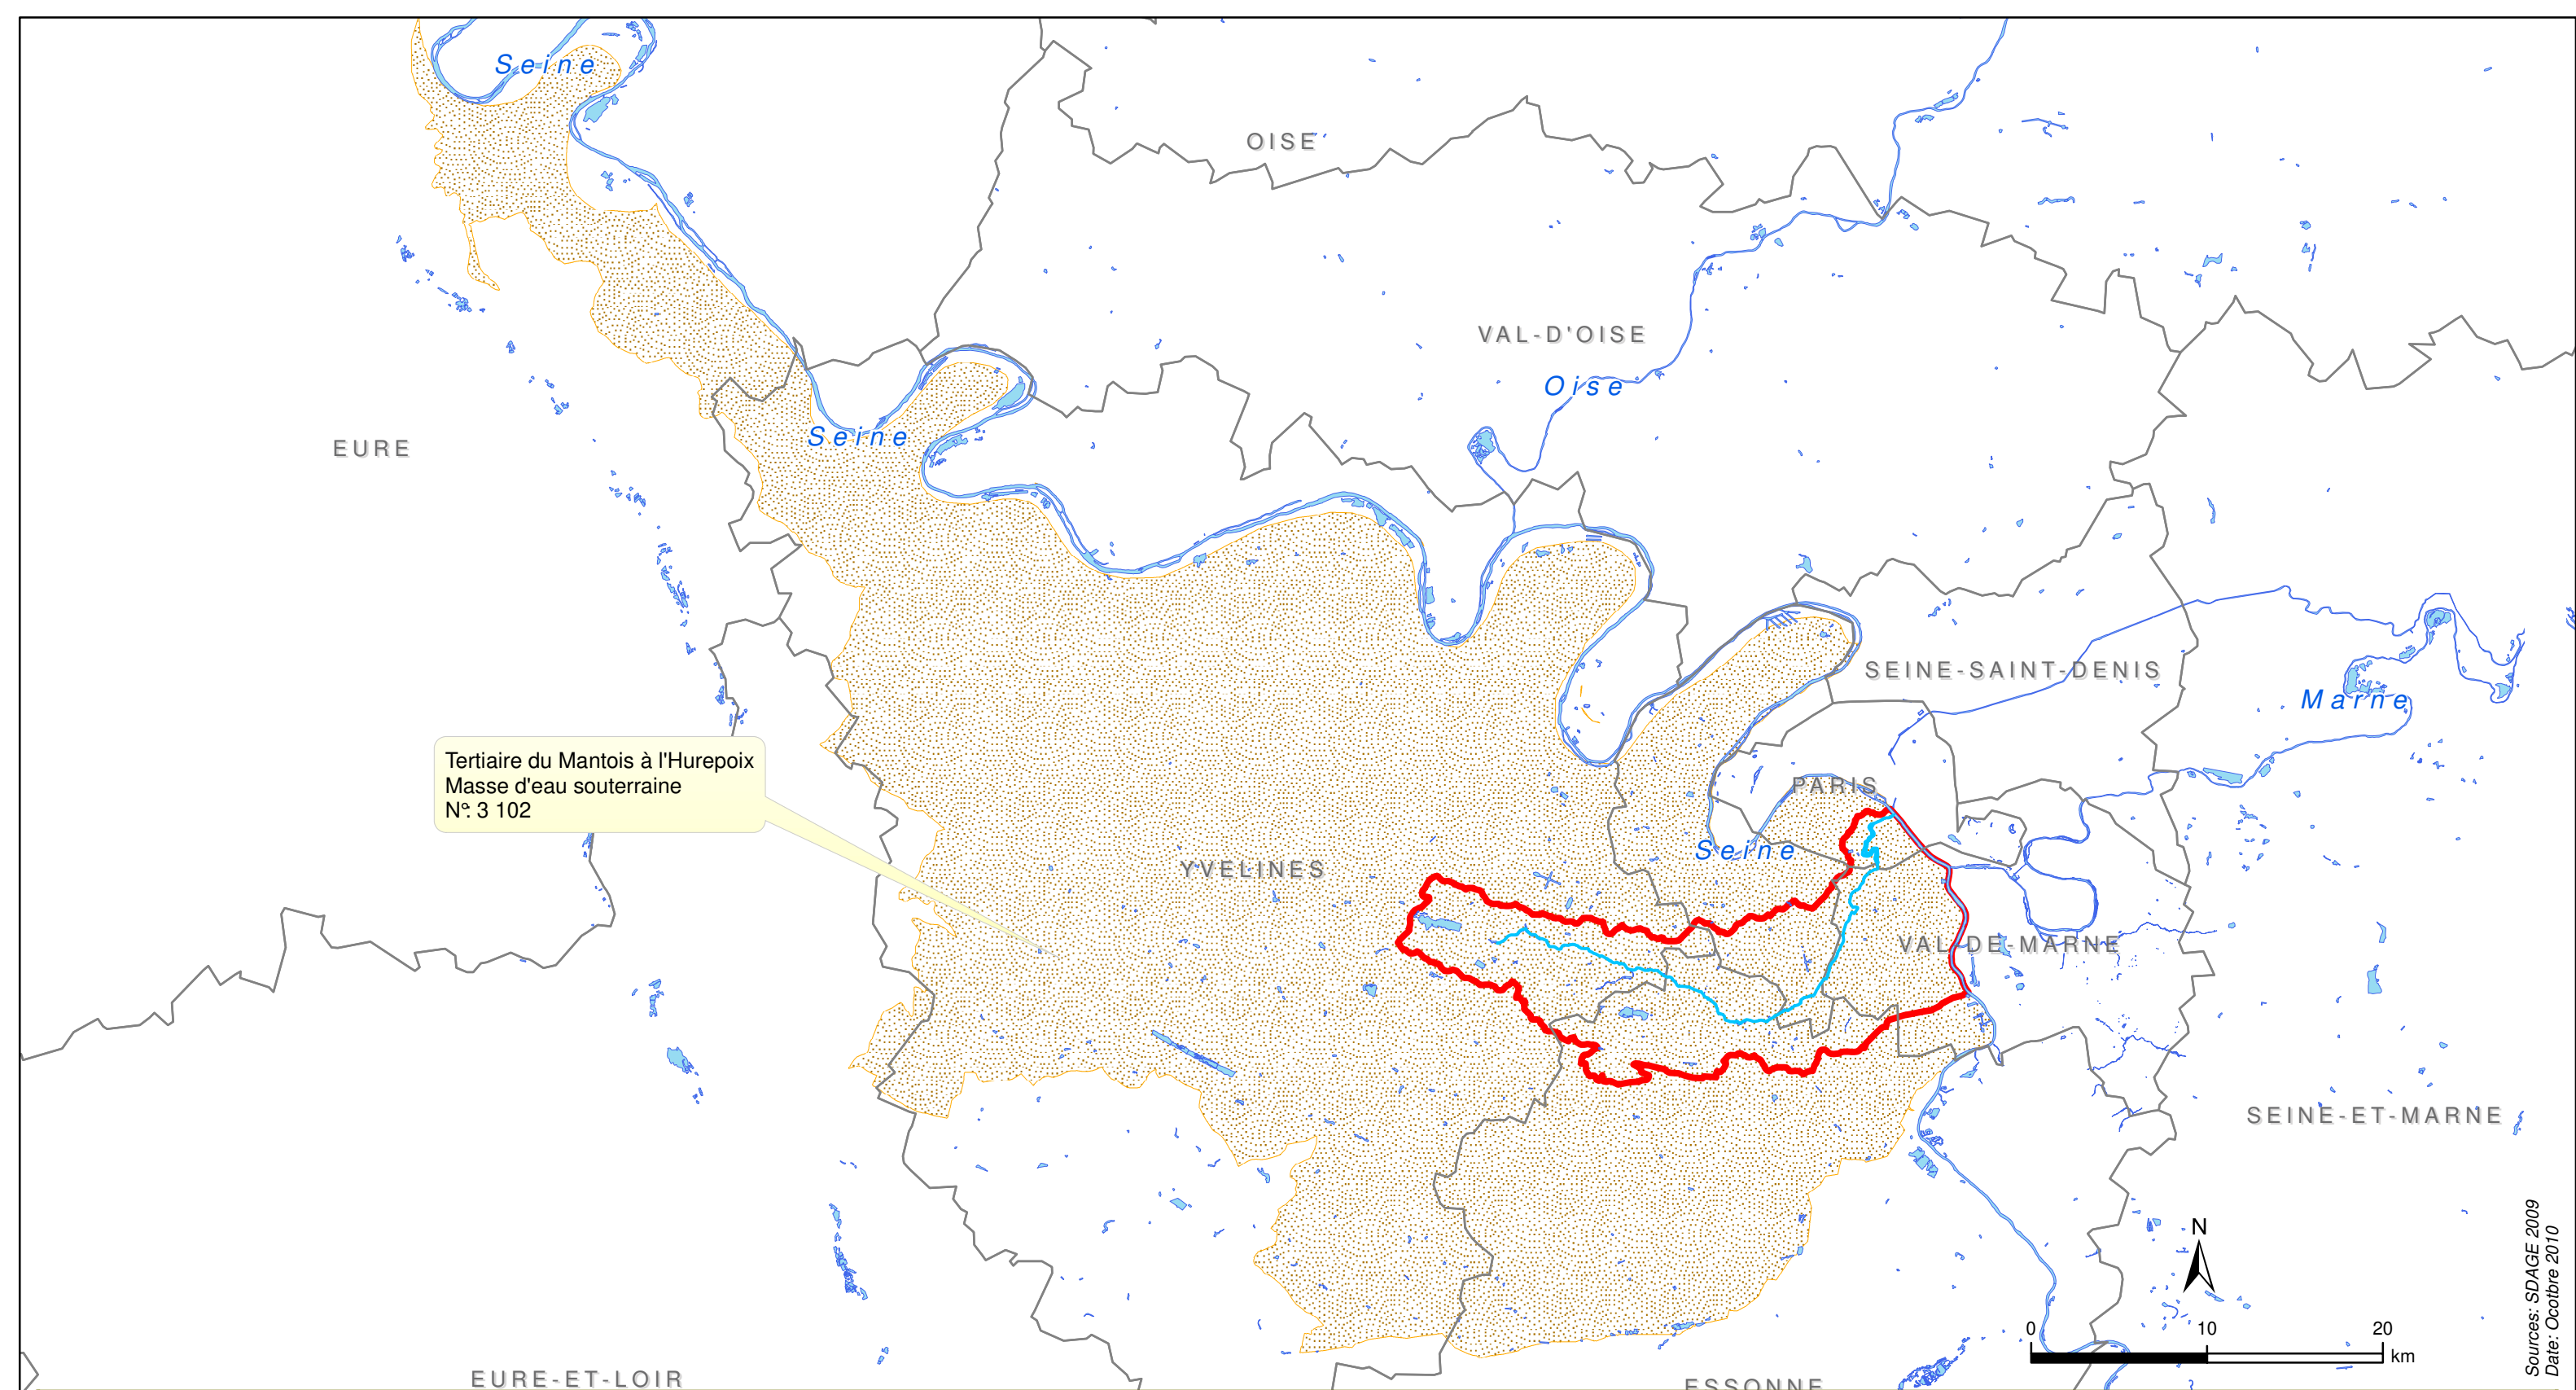 Seine
OISE
VAL-D'OISE
Oise
EURE
Seine
SEINE-SAINT-DENIS
Marne
Tertiaire du Mantois à l'Hurepoix
Masse d'eau souterraine
N°: 3 102
PARIS
Seine
YVELINES
VAL-DE-MARNE
SEINE-ET-MARNE
N
0 10 20
km
Sources: SDAGE 2009
Date: Ocotbre 2010
EURE-ET-LOIR
ESSONNE